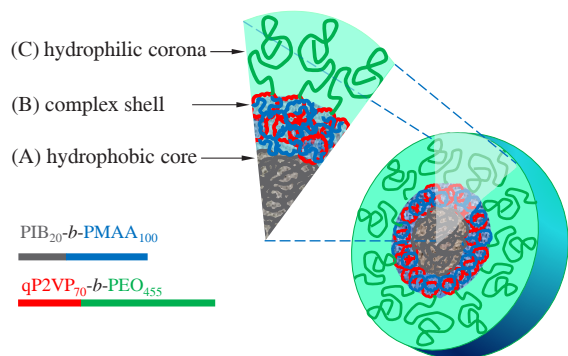 (C) hydrophilic corona
(B) complex shell
(A) hydrophobic core
PIB₂₀-b-PMAA₁₀₀
qP2VP₇₀-b-PEO₄₅₅